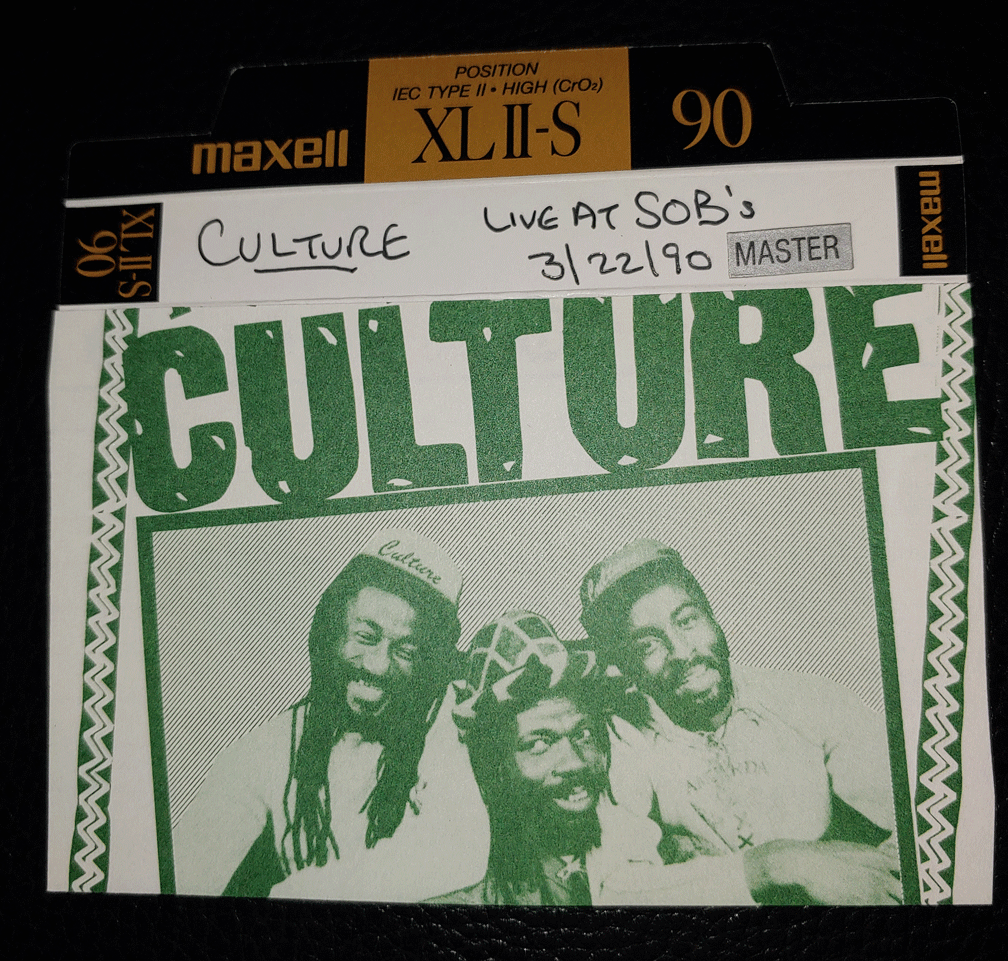 POSITION
IEC TYPE II • HIGH (CrO₂)
maxell XLII-S 90
XLII-S 90
CULTURE
LIVE AT SOB's
3/22/90 MASTER
maxell
CULTURE
Culture